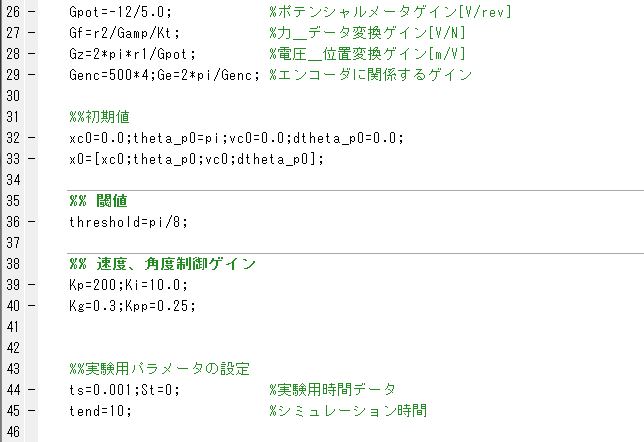 26 Gpot=-12/5.0; %ポテンシャルメータゲイン[V/rev]
27 Gf=r2/Gamp/Kt; %力__データ変換ゲイン[V/N]
28 Gz=2*pi*r1/Gpot; %電圧__位置変換ゲイン[m/V]
29 Genc=500*4;Ge=2*pi/Genc; %エンコーダに関係するゲイン
30
31 %%初期値
32 xc0=0.0;theta_p0=pi;vc0=0.0;dtheta_p0=0.0;
33 x0=[xc0;theta_p0;vc0;dtheta_p0];
34
35 %% 閾値
36 threshold=pi/8;
37
38 %% 速度、角度制御ゲイン
39 Kp=200;Ki=10.0;
40 Kg=0.3;Kpp=0.25;
41
42
43 %%実験用パラメータの設定
44 ts=0.001;St=0; %実験用時間データ
45 tend=10; %シミュレーション時間
46